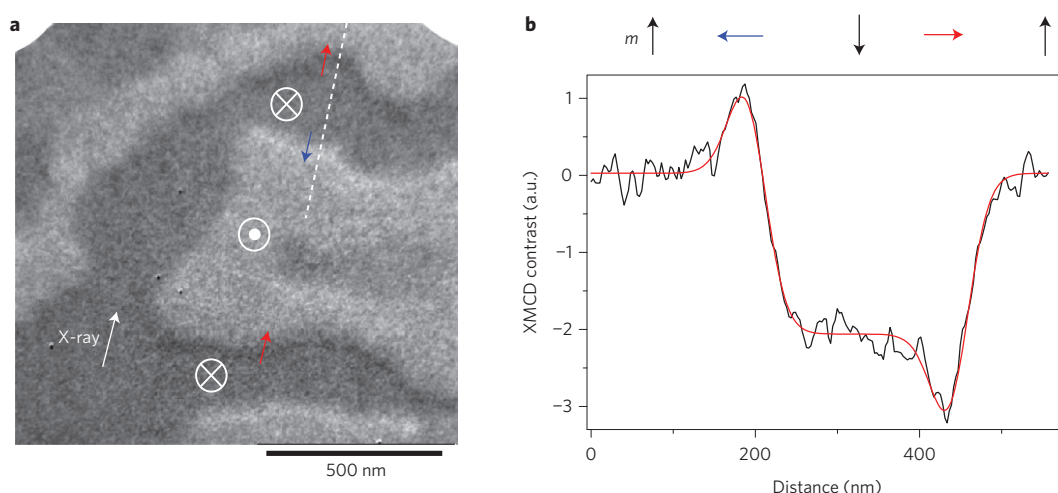 a
X-ray
500 nm
b
m
XMCD contrast (a.u.)
1
0
−1
−2
−3
0
200
400
Distance (nm)